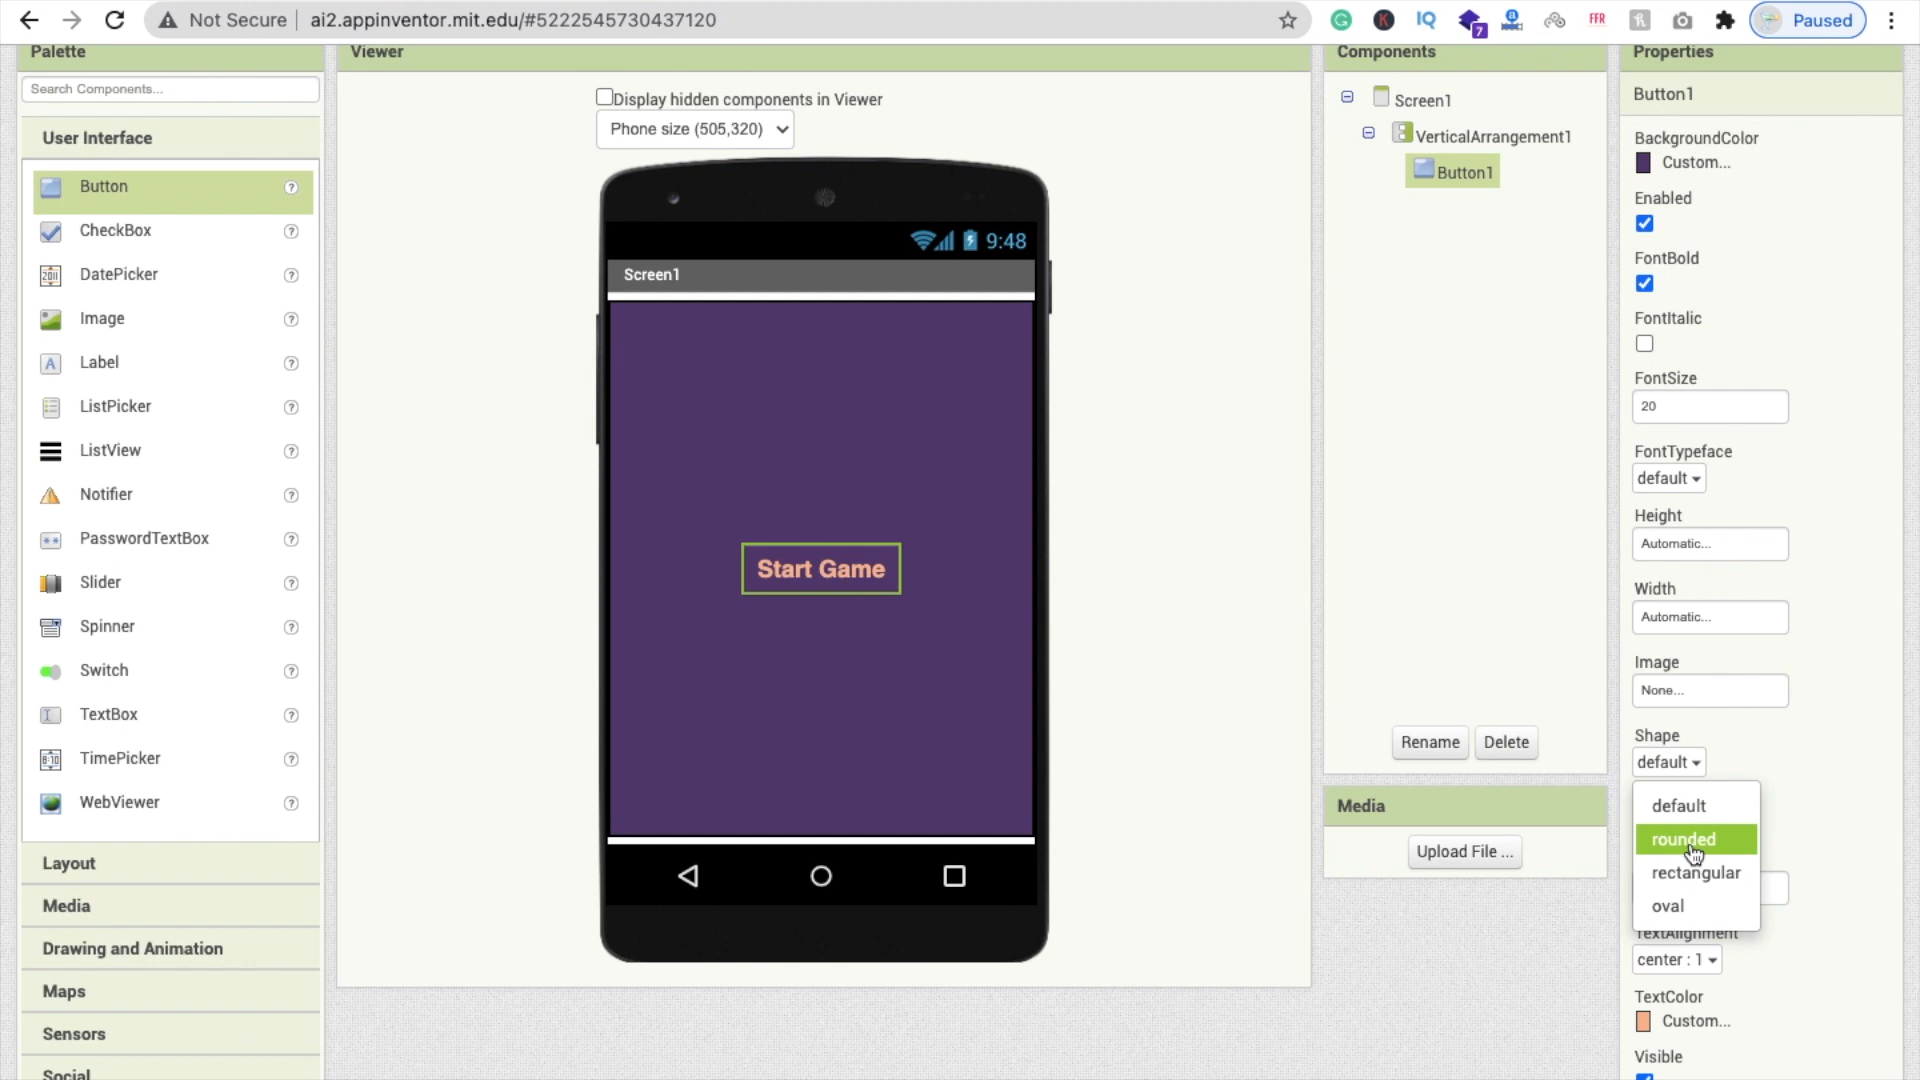 Not Secure
ai2.appinventor.mit.edu/#5222545730437120
IQ
7
a
FFR
Paused
Palette
Search Components...
User Interface
Button
CheckBox
DatePicker
Image
Label
ListPicker
ListView
Notifier
PasswordTextBox
Slider
Spinner
Switch
TextBox
TimePicker
WebViewer
Layout
Media
Drawing and Animation
Maps
Sensors
Social
Viewer
Display hidden components in Viewer
Phone size (505,320)
9:48
Screen1
Start Game
Components
Screen1
VerticalArrangement1
Button1
Rename
Delete
Media
Upload File ...
Properties
Button1
BackgroundColor
Custom...
Enabled
FontBold
FontItalic
FontSize
20
FontTypeface
default
Height
Automatic...
Width
Automatic...
Image
None...
Shape
default
default
rounded
rectangular
oval
TextAlignment
center : 1
TextColor
Custom...
Visible